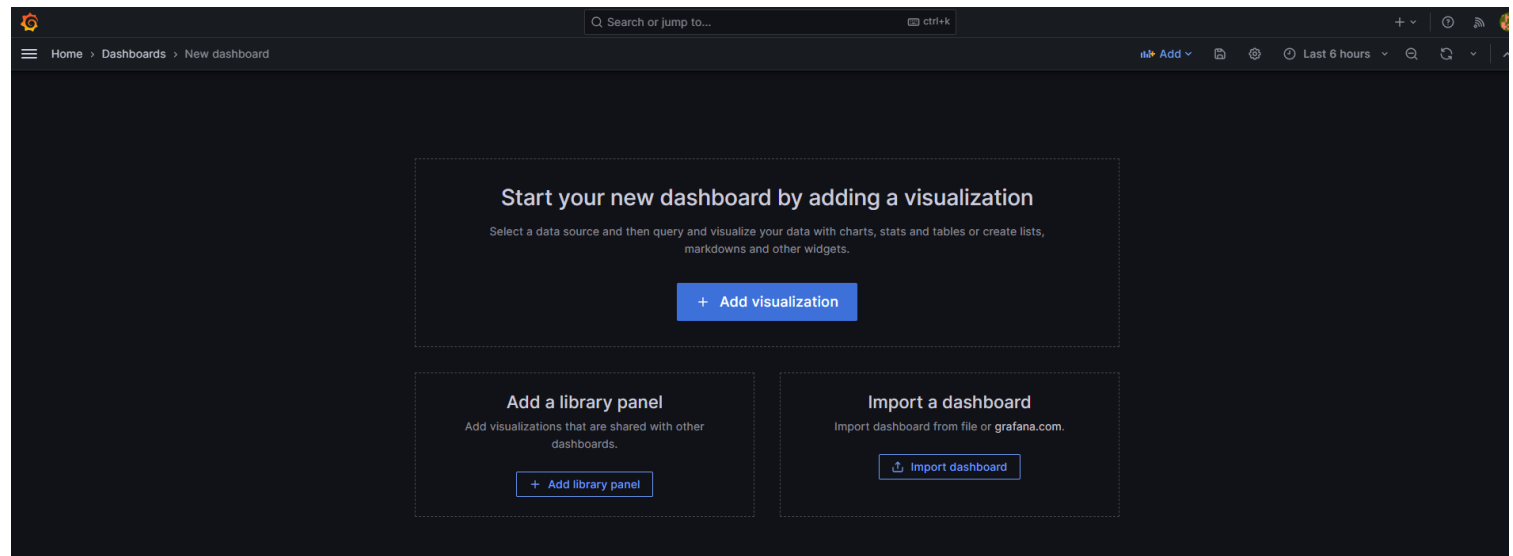 Search or jump to... ctrl+k
Home › Dashboards › New dashboard Add Last 6 hours
Start your new dashboard by adding a visualization
Select a data source and then query and visualize your data with charts, stats and tables or create lists,
markdowns and other widgets.
+ Add visualization
Add a library panel
Add visualizations that are shared with other
dashboards.
+ Add library panel
Import a dashboard
Import dashboard from file or grafana.com.
Import dashboard